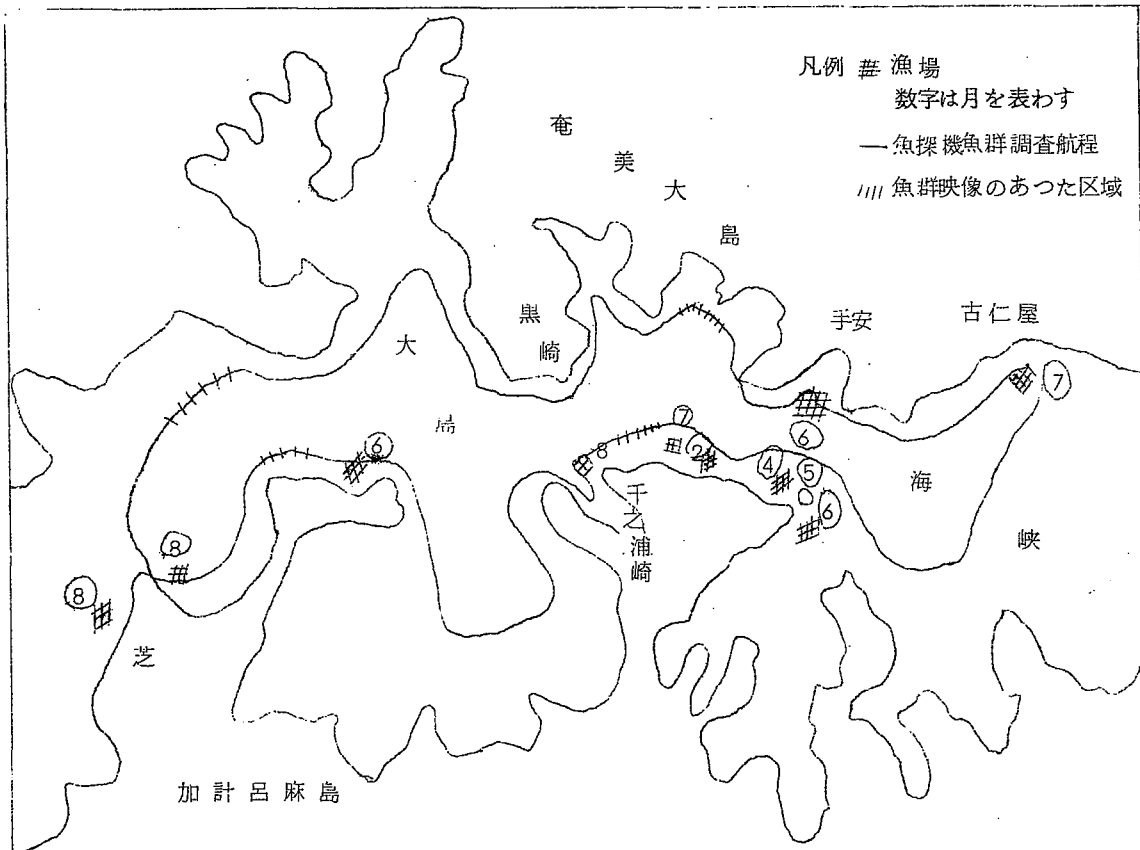 凡例 漁場
数字は月を表わす
魚探機魚群調査航程
魚群映像のあつた区域
奄美大島
手安
古仁屋
黒崎
大島海峡
⑦
⑥
⑦
⑥
8
②
④
⑤
⑥
⑧
⑧
千之浦崎
芝
加計呂麻島